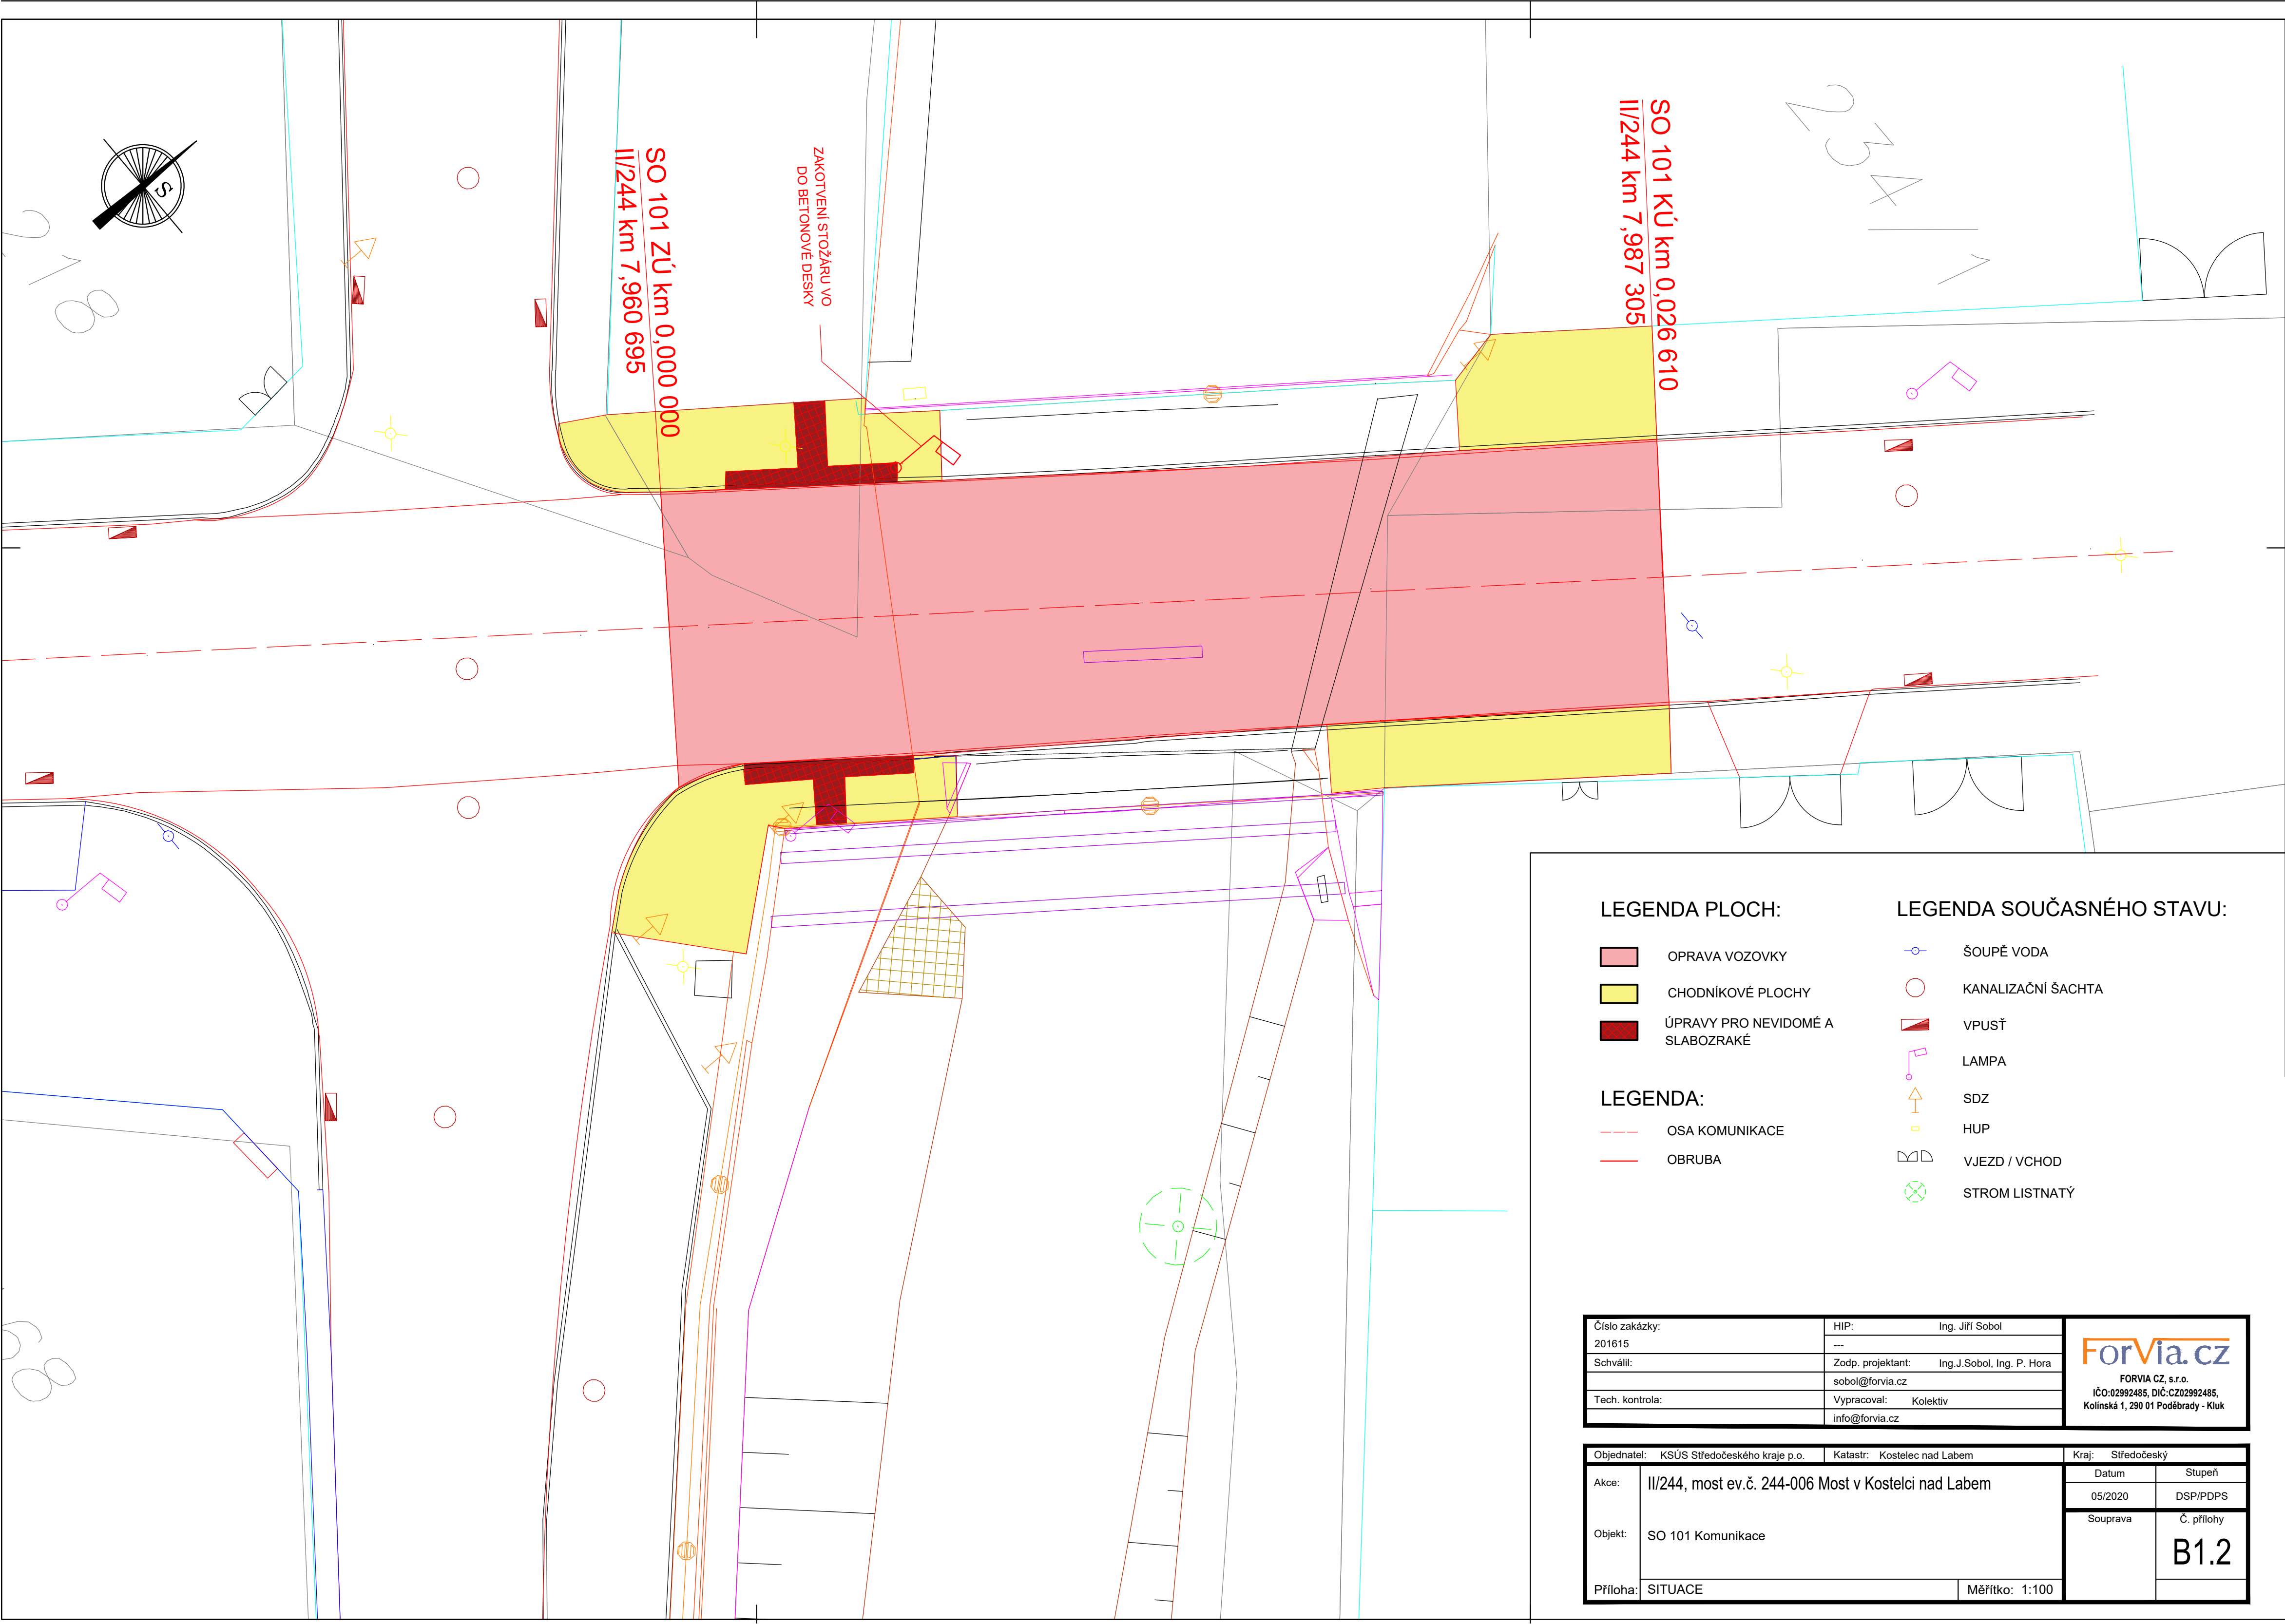 S
SO 101 ZÚ km 0,000 000
II/244 km 7,960 695
ZAKOTVENÍ STOŽÁRU VO
DO BETONOVÉ DESKY
SO 101 KÚ km 0,026 610
II/244 km 7,987 305
LEGENDA PLOCH:
OPRAVA VOZOVKY
CHODNÍKOVÉ PLOCHY
ÚPRAVY PRO NEVIDOMÉ A
SLABOZRAKÉ
LEGENDA:
OSA KOMUNIKACE
OBRUBA
LEGENDA SOUČASNÉHO STAVU:
ŠOUPĚ VODA
KANALIZAČNÍ ŠACHTA
VPUSŤ
LAMPA
SDZ
HUP
VJEZD / VCHOD
STROM LISTNATÝ
Číslo zakázky:
201615
Schválil:
Tech. kontrola:
HIP: Ing. Jiří Sobol
---
Zodp. projektant: Ing.J.Sobol, Ing. P. Hora
sobol@forvia.cz
Vypracoval: Kolektiv
info@forvia.cz
ForVia.cz
FORVIA CZ, s.r.o.
IČO:02992485, DIČ:CZ02992485,
Kolínská 1, 290 01 Poděbrady - Kluk
Objednatel: KSÚS Středočeského kraje p.o. Katastr: Kostelec nad Labem Kraj: Středočeský
Akce: II/244, most ev.č. 244-006 Most v Kostelci nad Labem
Datum Stupeň
05/2020 DSP/PDPS
Objekt: SO 101 Komunikace
Souprava Č. přílohy
B1.2
Příloha: SITUACE Měřítko: 1:100